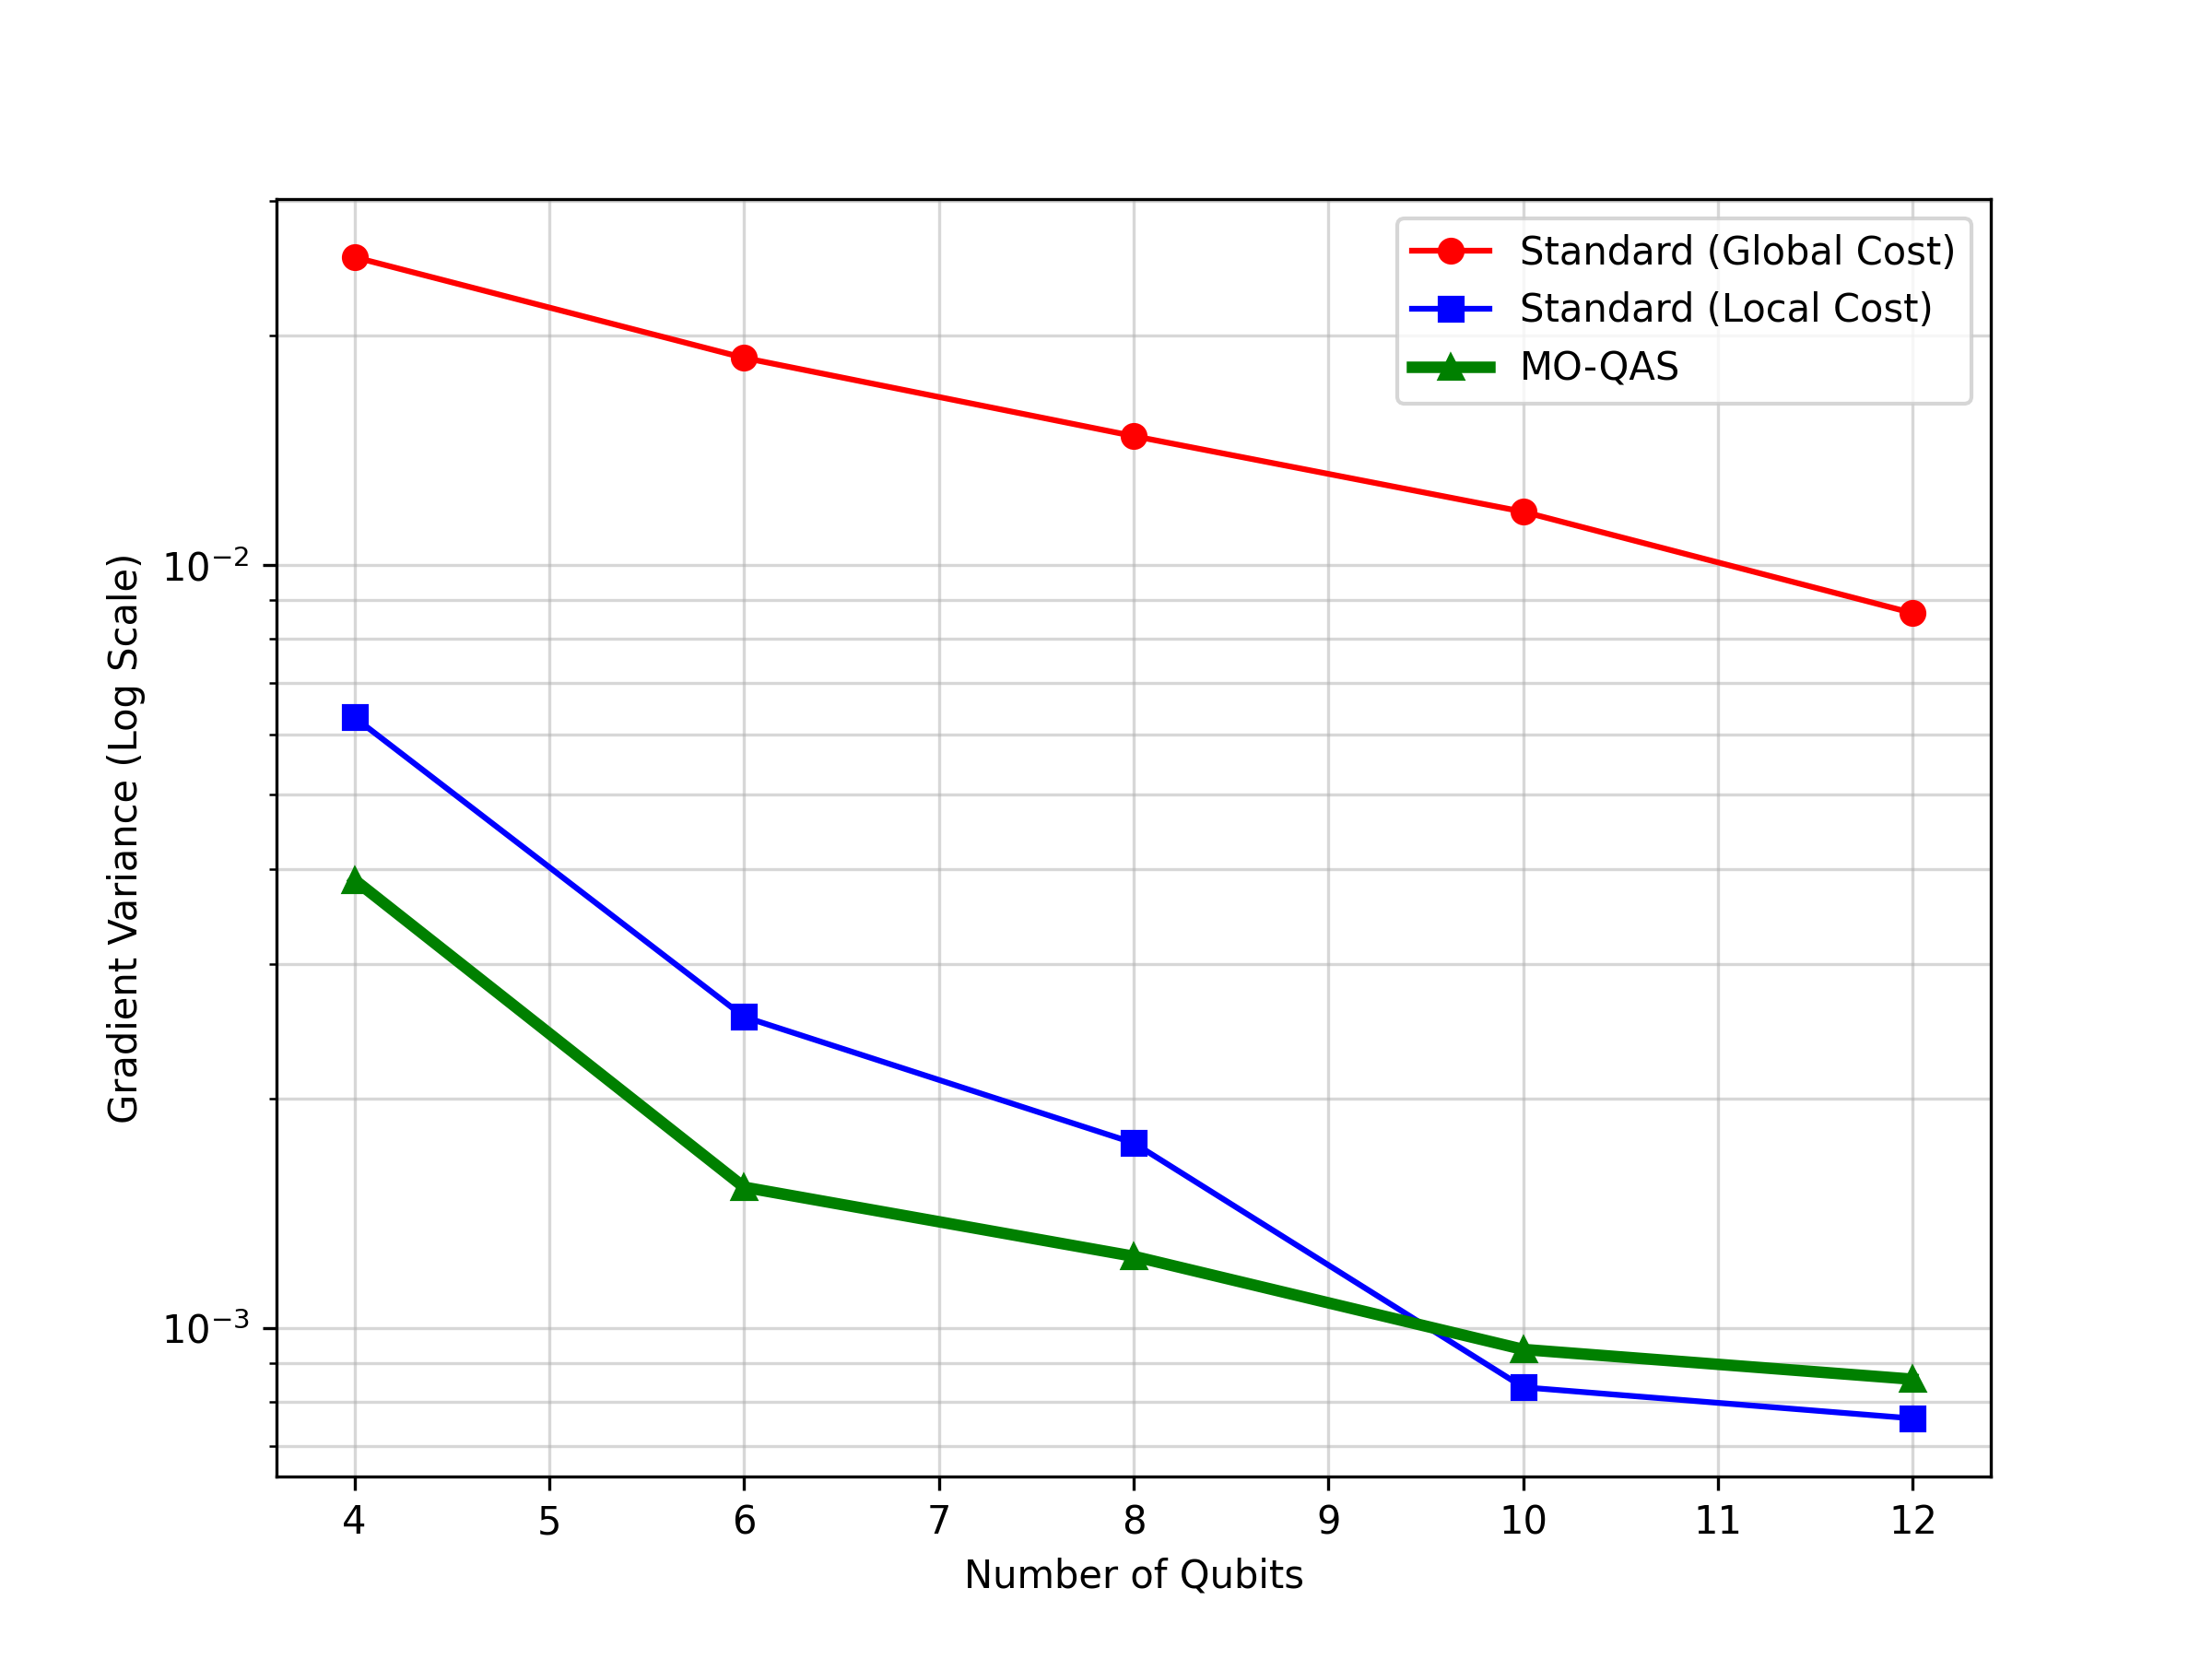 Standard (Global Cost)
Standard (Local Cost)
MO-QAS
Gradient Variance (Log Scale)
10⁻²
10⁻³
4 5 6 7 8 9 10 11 12
Number of Qubits